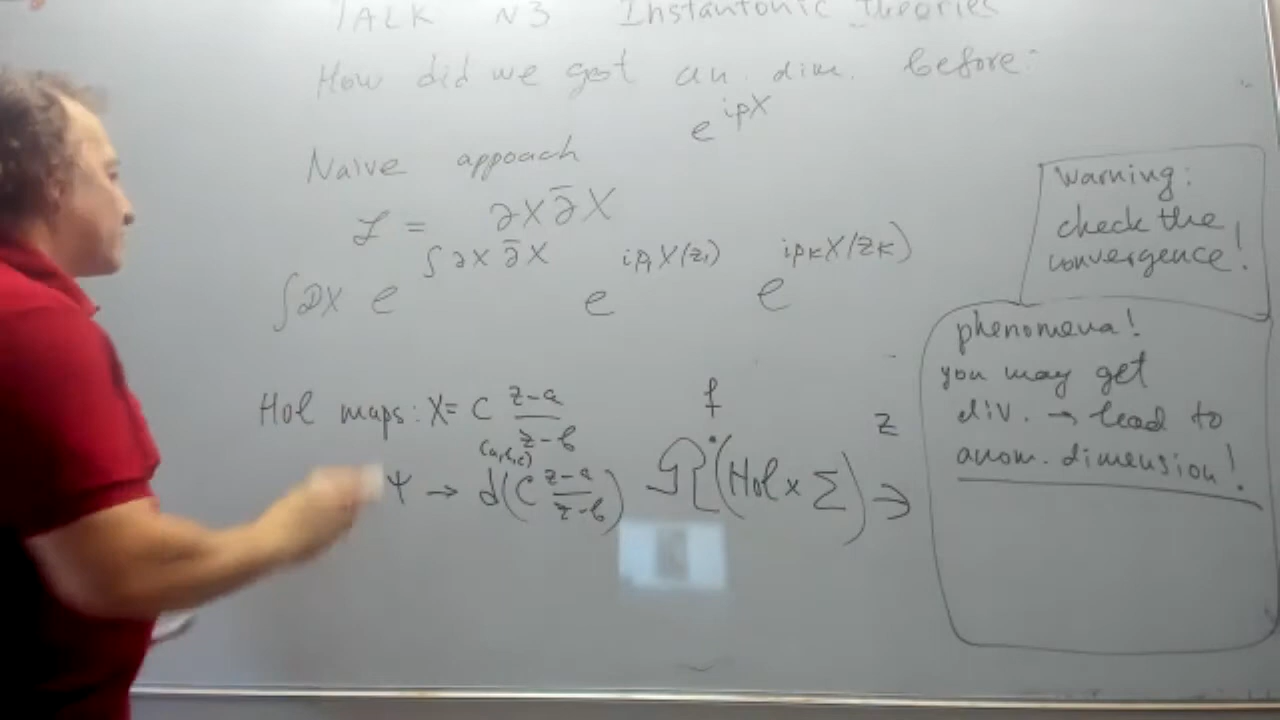 TALK N3 Instantonic theories
How did we get an. dim. before:
e^{ipX}
Naive appoach
ℒ = ∂X ∂̄X
∫𝒟X e^{∫∂X ∂̄X} e^{ip₁X(z₁)} e^{ip_K X(z_K)}
Hol maps: X = C (z-a)/(z-b)
Ψ → d_{(a,b,c)}(C (z-a)/(z-b)) Ω^•(Hol × Σ) →
f
z
warning:
check the
convergence!
phenomena!
you may get
div. → lead to
anom. dimension!